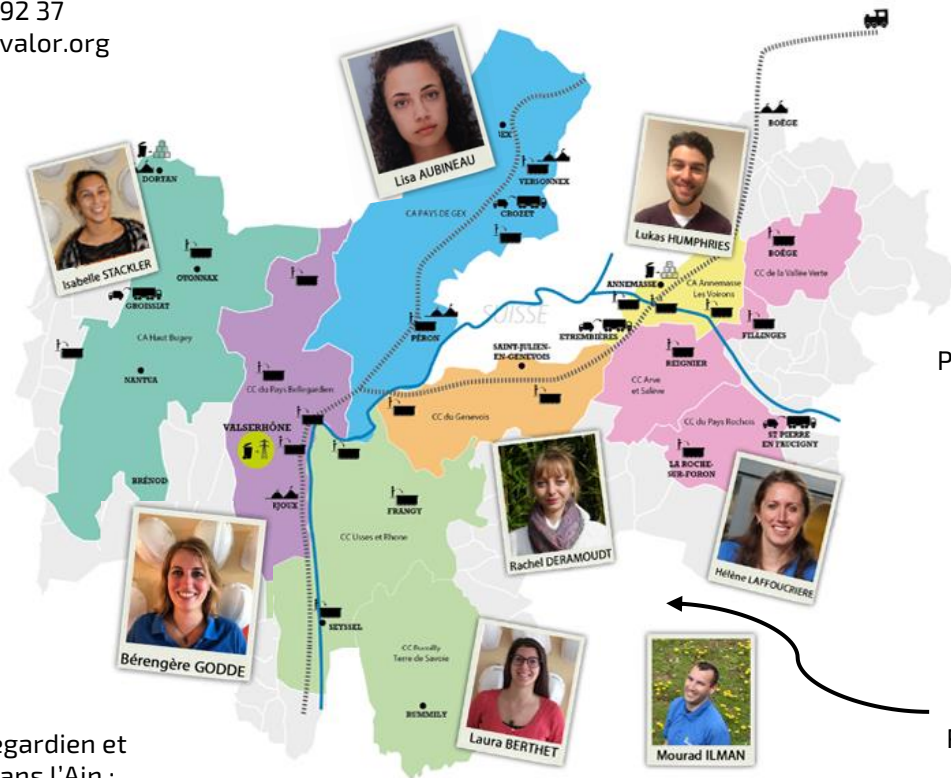 92 37
valor.org
BOËGE
Lisa AUBINEAU
GEX
VERSONNEX
CA PAYS DE GEX
CROZET
DORTAN
Isabelle STACKLER
OYONNAX
GROISSIAT
Lukas HUMPHRIES
BOËGE
CC de la Vallée Verte
ANNEMASSE
CA Annemasse
Les Voirons
SUISSE
ETREMBIÈRES
FILLINGES
PÉRON
CA Haut Bugey
SAINT-JULIEN-
EN-GENEVOIS
REIGNIER
P
NANTUA
CC du Pays Bellegardien
CC Arve
et Salève
CC du Genevois
CC du Pays Rochois
VALSERHÔNE
ST PIERRE
EN FAUCIGNY
LA ROCHE-
SUR-FORON
BRÉNOD
EJOUX
FRANGY
CC Usses et Rhone
Rachel DERAMOUDT
Hélène LAFFOUCRIERE
Bérengère GODDE
SEYSSEL
CC Rumilly
Terre de Savoie
RUMMILY
Laura BERTHET
Mourad ILMAN
egardien et
ans l'Ain :